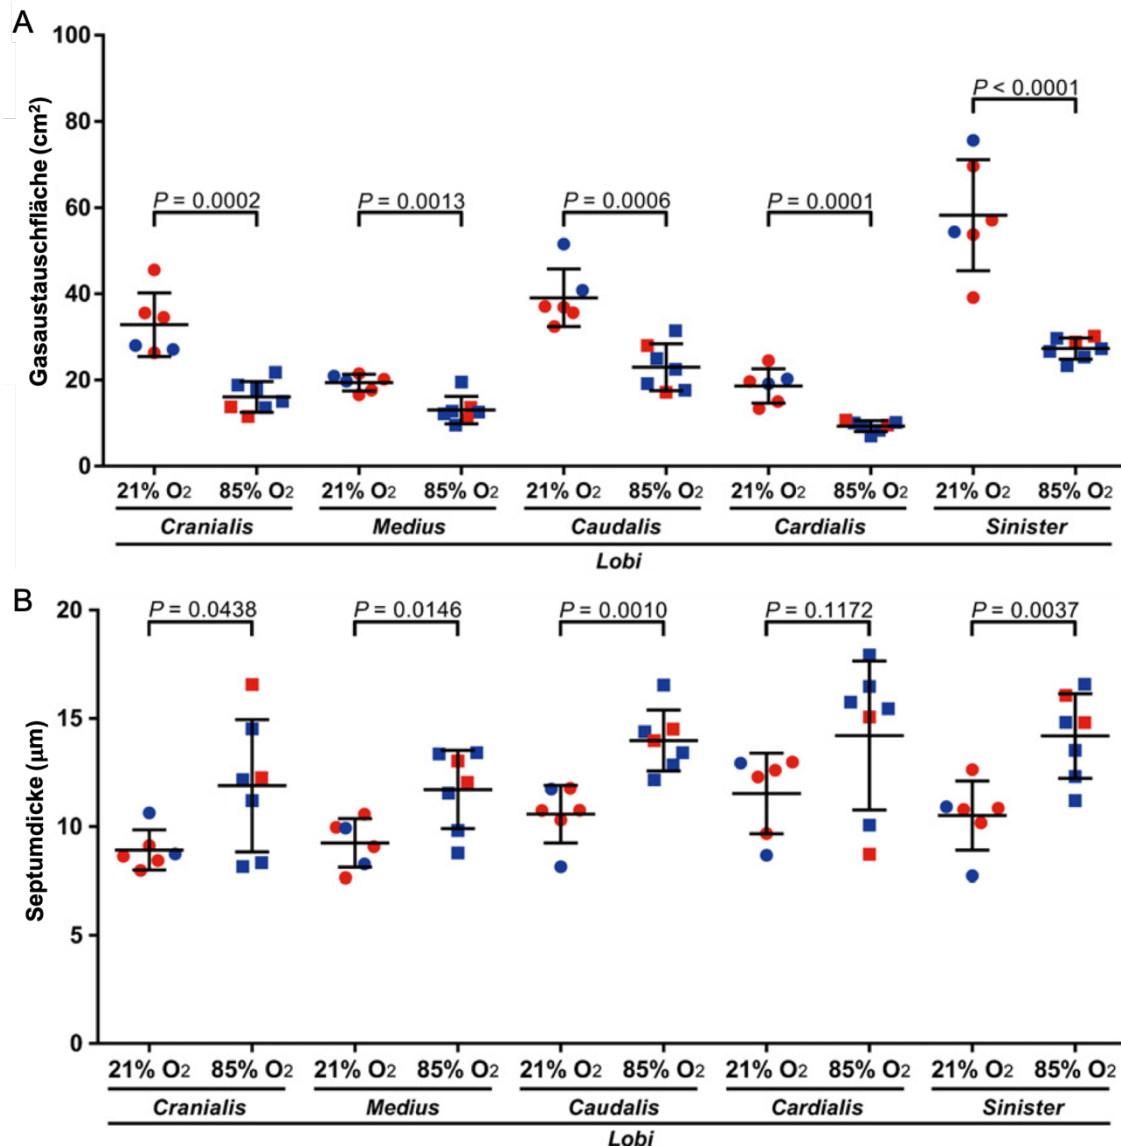 A
Gasaustauschfläche (cm²)
100
80
60
40
20
0
P = 0.0002
P = 0.0013
P = 0.0006
P = 0.0001
P < 0.0001
21% O₂ 85% O₂ 21% O₂ 85% O₂ 21% O₂ 85% O₂ 21% O₂ 85% O₂ 21% O₂ 85% O₂
Cranialis Medius Caudalis Cardialis Sinister
Lobi
B
Septumdicke (µm)
20
15
10
5
0
P = 0.0438
P = 0.0146
P = 0.0010
P = 0.1172
P = 0.0037
21% O₂ 85% O₂ 21% O₂ 85% O₂ 21% O₂ 85% O₂ 21% O₂ 85% O₂ 21% O₂ 85% O₂
Cranialis Medius Caudalis Cardialis Sinister
Lobi